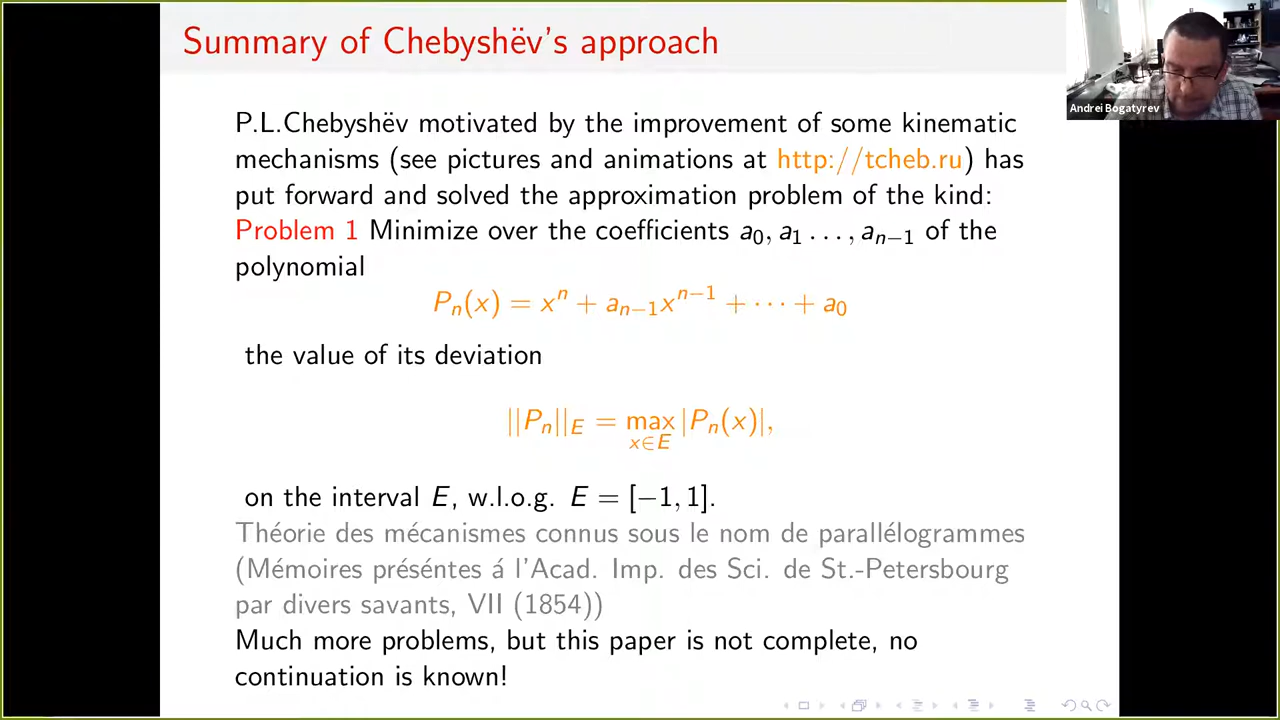 Summary of Chebyshëv's approach
Andrei Bogatyrev
P.L.Chebyshëv motivated by the improvement of some kinematic
mechanisms (see pictures and animations at http://tcheb.ru) has
put forward and solved the approximation problem of the kind:
Problem 1 Minimize over the coefficients a₀, a₁ . . . , aₙ₋₁ of the
polynomial
Pₙ(x) = xⁿ + aₙ₋₁xⁿ⁻¹ + · · · + a₀
the value of its deviation
||Pₙ||_E = max_{x∈E} |Pₙ(x)|,
on the interval E, w.l.o.g. E = [−1, 1].
Théorie des mécanismes connus sous le nom de parallélogrammes
(Mémoires préséntes á l'Acad. Imp. des Sci. de St.-Petersbourg
par divers savants, VII (1854))
Much more problems, but this paper is not complete, no
continuation is known!